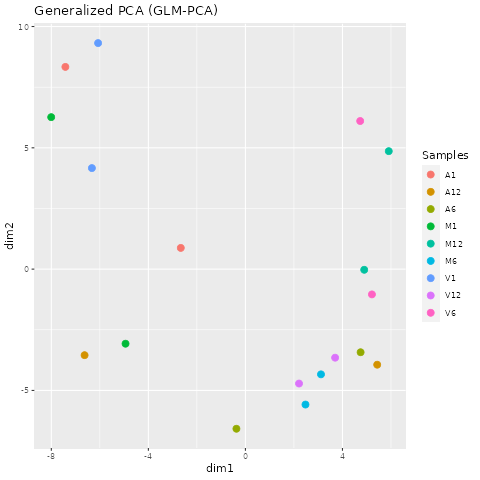 Generalized PCA (GLM-PCA)
10
5
0
-5
dim2
-8
-4
0
4
dim1
Samples
A1
A12
A6
M1
M12
M6
V1
V12
V6